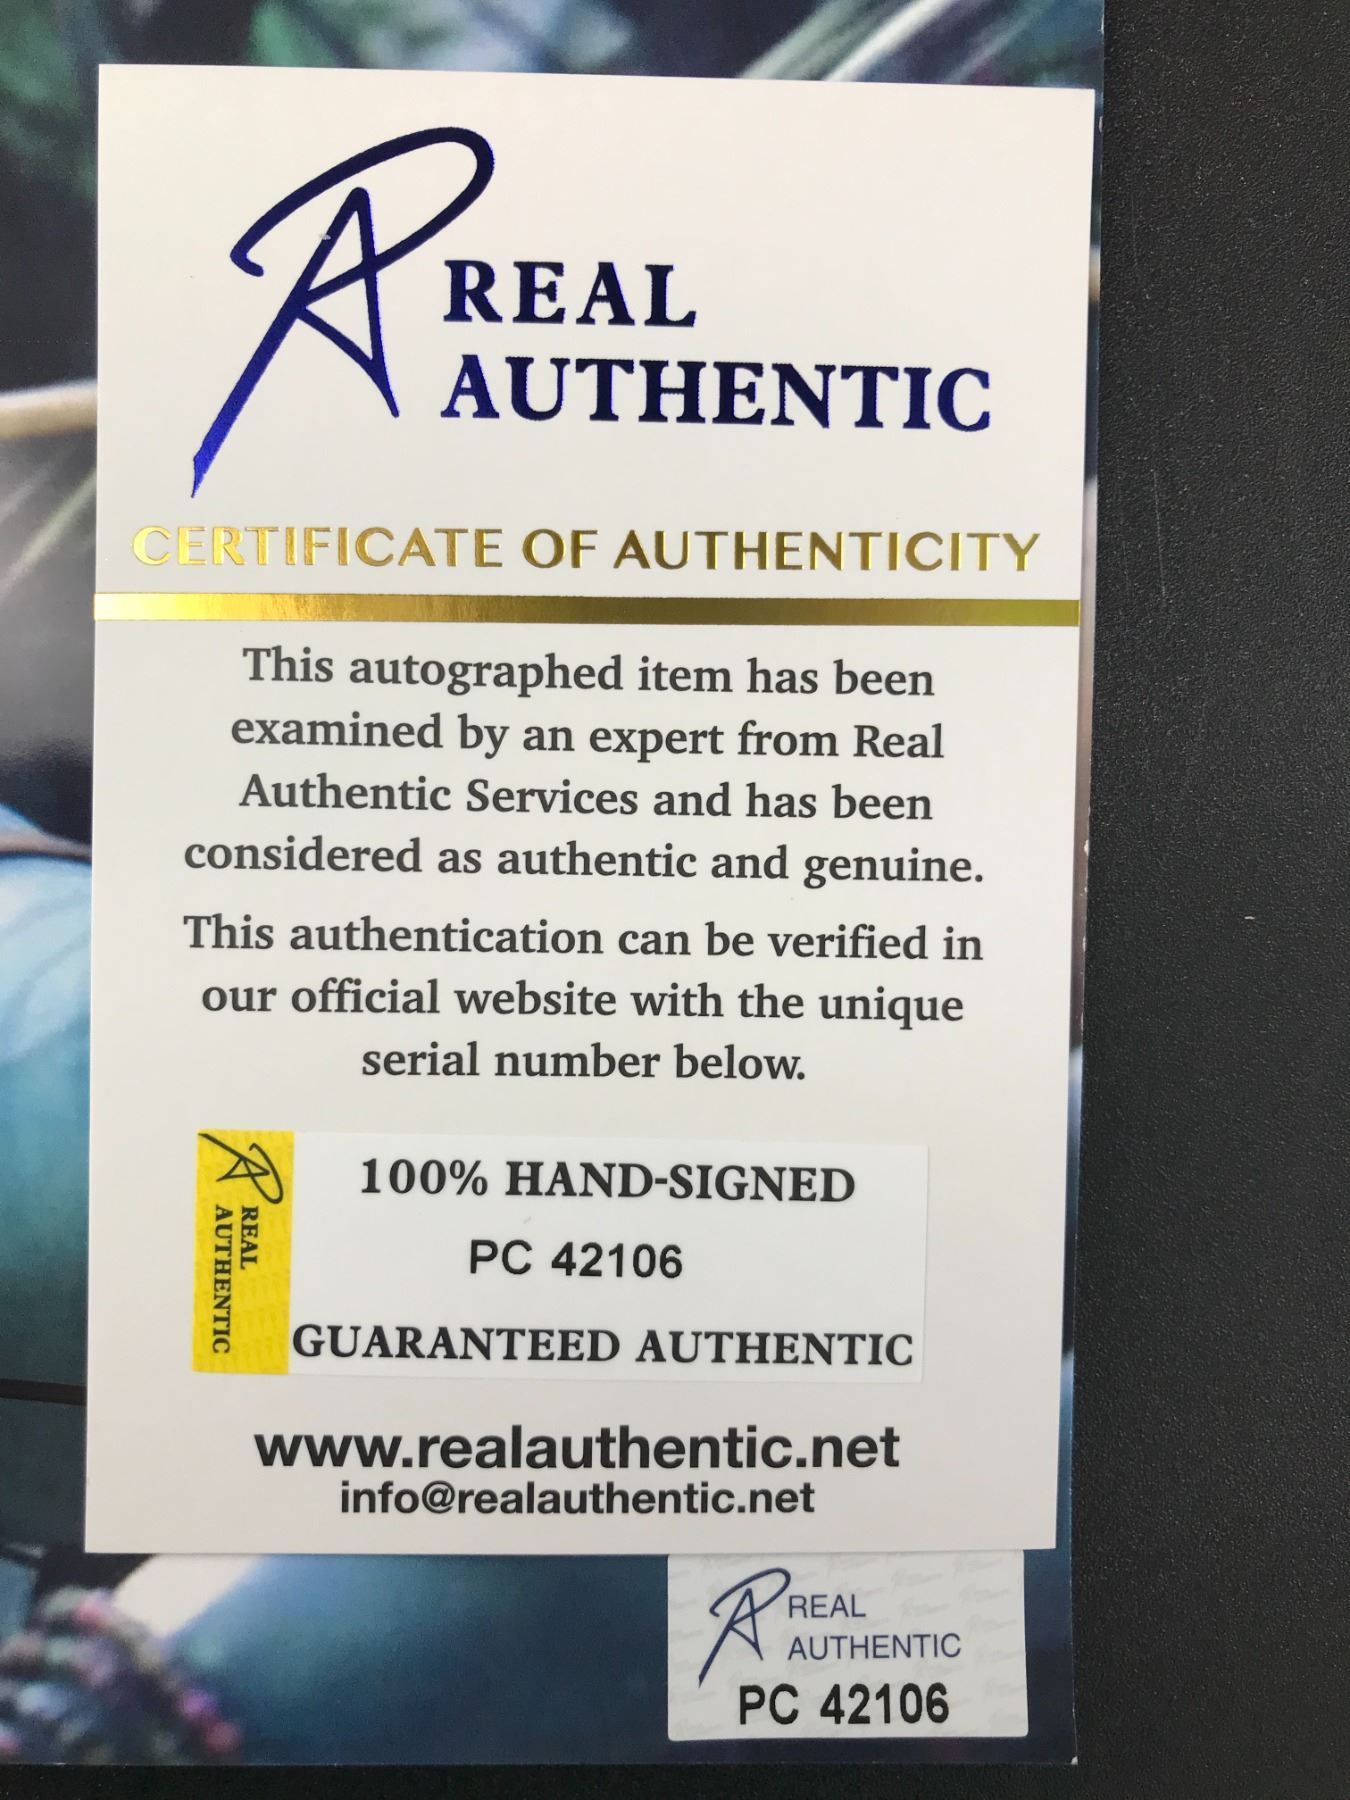 REAL
AUTHENTIC
CERTIFICATE OF AUTHENTICITY
This autographed item has been
examined by an expert from Real
Authentic Services and has been
considered as authentic and genuine.
This authentication can be verified in
our official website with the unique
serial number below.
REAL
AUTHENTIC
100% HAND-SIGNED
PC 42106
GUARANTEED AUTHENTIC
www.realauthentic.net
info@realauthentic.net
REAL
AUTHENTIC
PC 42106